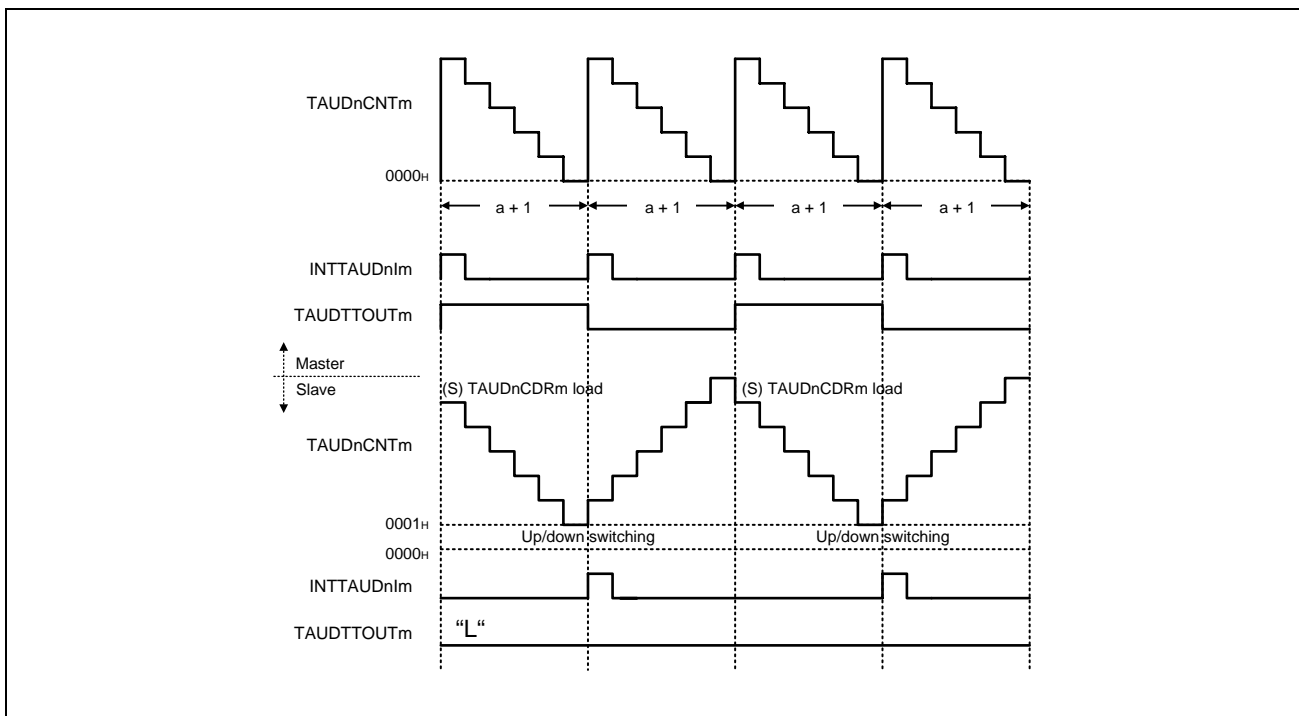 TAUDnCNTm
0000H
a + 1 a + 1 a + 1 a + 1
INTTAUDnIm
TAUDTTOUTm
Master
Slave
(S) TAUDnCDRm load (S) TAUDnCDRm load
TAUDnCNTm
0001H
Up/down switching Up/down switching
0000H
INTTAUDnIm
TAUDTTOUTm
“L“